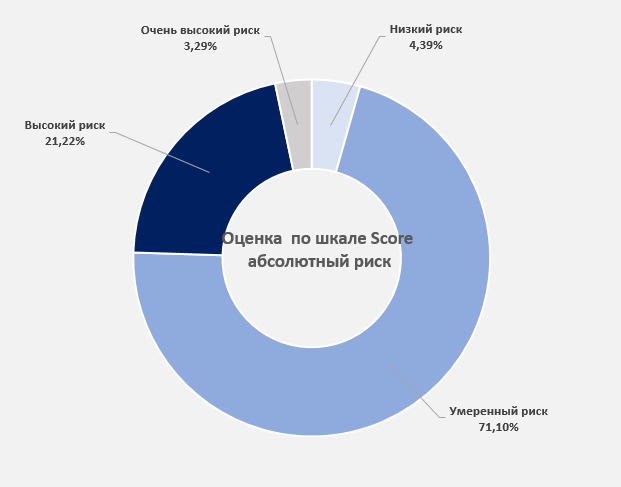 Очень высокий риск
3,29%
Низкий риск
4,39%
Высокий риск
21,22%
Оценка  по шкале Score
абсолютный риск
Умеренный риск
71,10%